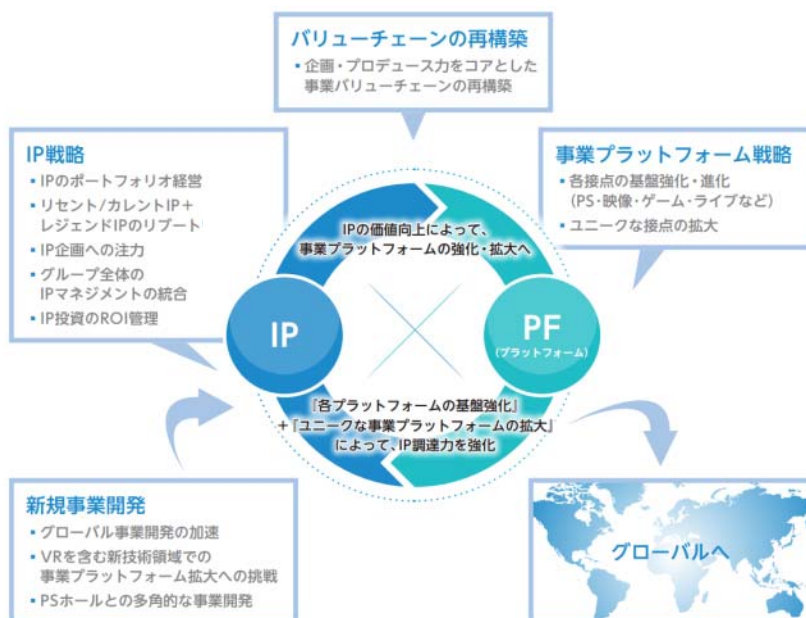 バリューチェーンの再構築
▪ 企画・プロデュース力をコアとした
事業バリューチェーンの再構築
IP戦略
▪ IPのポートフォリオ経営
▪ リセント/カレントIP＋
レジェンドIPのリブート
▪ IP企画への注力
▪ グループ全体の
IPマネジメントの統合
▪ IP投資のROI管理
事業プラットフォーム戦略
▪ 各接点の基盤強化・進化
（PS・映像・ゲーム・ライブなど）
▪ ユニークな接点の拡大
IPの価値向上によって、
事業プラットフォームの強化・拡大へ
IP
PF
（プラットフォーム）
『各プラットフォームの基盤強化』
＋『ユニークな事業プラットフォームの拡大』
によって、IP調達力を強化
新規事業開発
▪ グローバル事業開発の加速
▪ VRを含む新技術領域での
事業プラットフォーム拡大への挑戦
▪ PSホールとの多角的な事業開発
グローバルへ